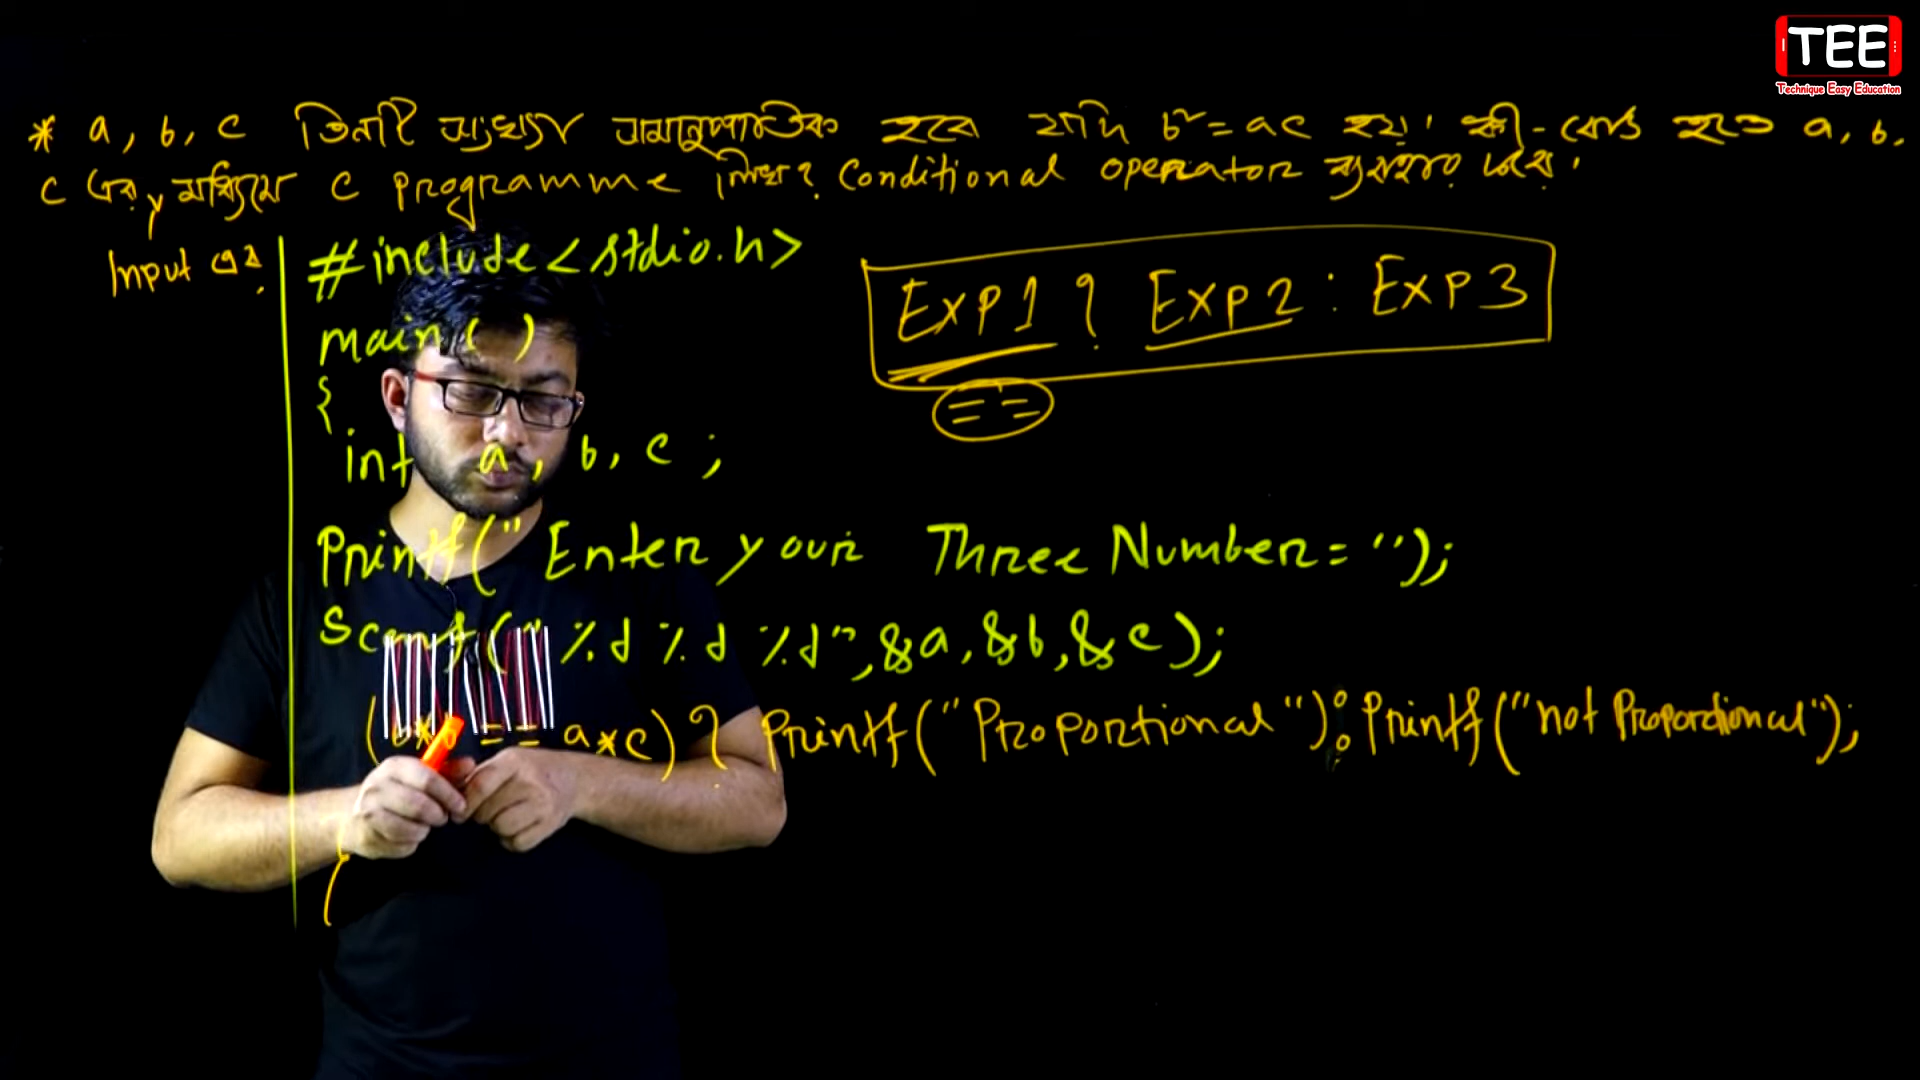 TEE
Technique Easy Education
* a, b, c তিনটি সংখ্যার সমানুপাতিক হবে যদি b² = ac হয়। কী-বোর্ড হতে a, b,
c এর মাধ্যমে C Programme লিখ? Conditional operator ব্যবহার করে।
Input এর
#include<stdio.h>
main( )
{
int a, b, c ;
Exp1 ? Exp2 : Exp3
==
Printf("Enter your Three Number= ");
Scanf("%d %d %d",&a,&b,&c);
(b*b == a*c) ? Printf("Proportional"):Printf("not Proportional");